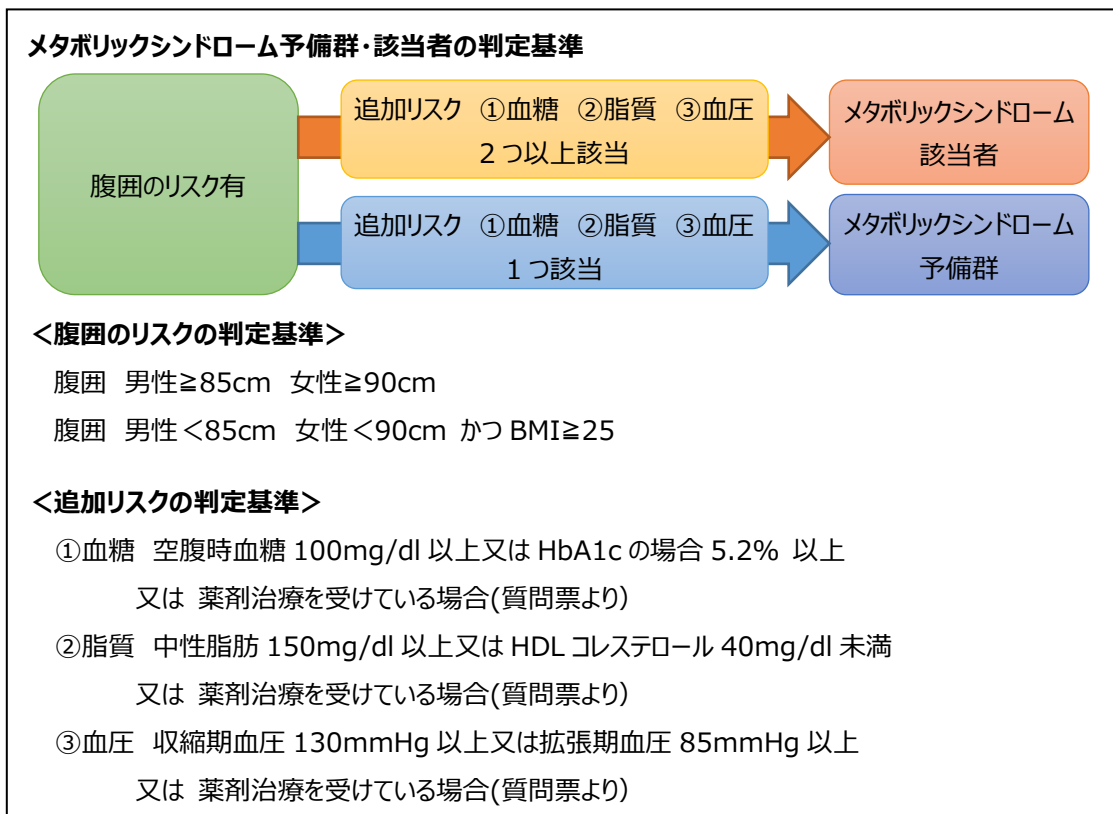 メタボリックシンドローム予備群・該当者の判定基準
腹囲のリスク有
追加リスク ①血糖 ②脂質 ③血圧
２つ以上該当
メタボリックシンドローム
該当者
追加リスク ①血糖 ②脂質 ③血圧
１つ該当
メタボリックシンドローム
予備群
＜腹囲のリスクの判定基準＞
腹囲 男性≧85cm 女性≧90cm
腹囲 男性＜85cm 女性＜90cm かつ BMI≧25
＜追加リスクの判定基準＞
①血糖 空腹時血糖 100mg/dl 以上又は HbA1c の場合 5.2% 以上
又は 薬剤治療を受けている場合(質問票より）
②脂質 中性脂肪 150mg/dl 以上又は HDL コレステロール 40mg/dl 未満
又は 薬剤治療を受けている場合(質問票より）
③血圧 収縮期血圧 130mmHg 以上又は拡張期血圧 85mmHg 以上
又は 薬剤治療を受けている場合(質問票より）